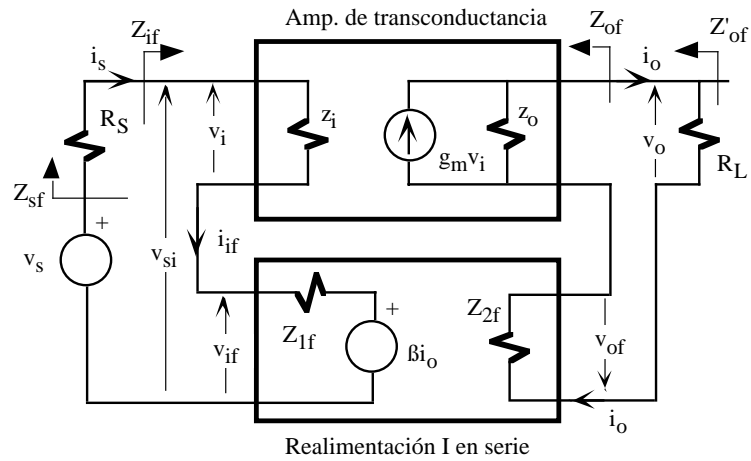 Amp. de transconductancia
Z_if
Z_of
Z'_of
i_s
i_o
R_S
v_i
z_i
g_m v_i
z_o
v_o
R_L
Z_sf
+
v_s
v_si
i_if
v_if
Z_1f
+
ßi_o
Z_2f
v_of
i_o
Realimentación I en serie